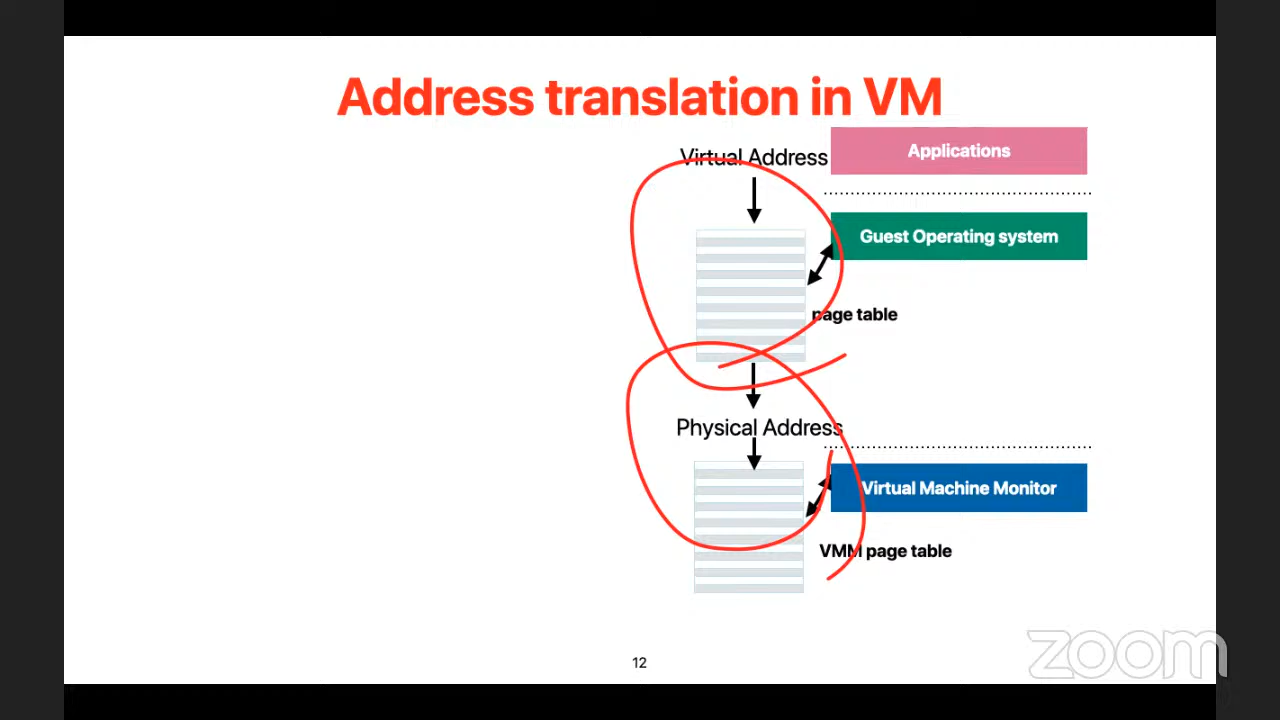 Address translation in VM
Virtual Address
Applications
Guest Operating system
page table
Physical Address
Virtual Machine Monitor
VMM page table
12
zoom